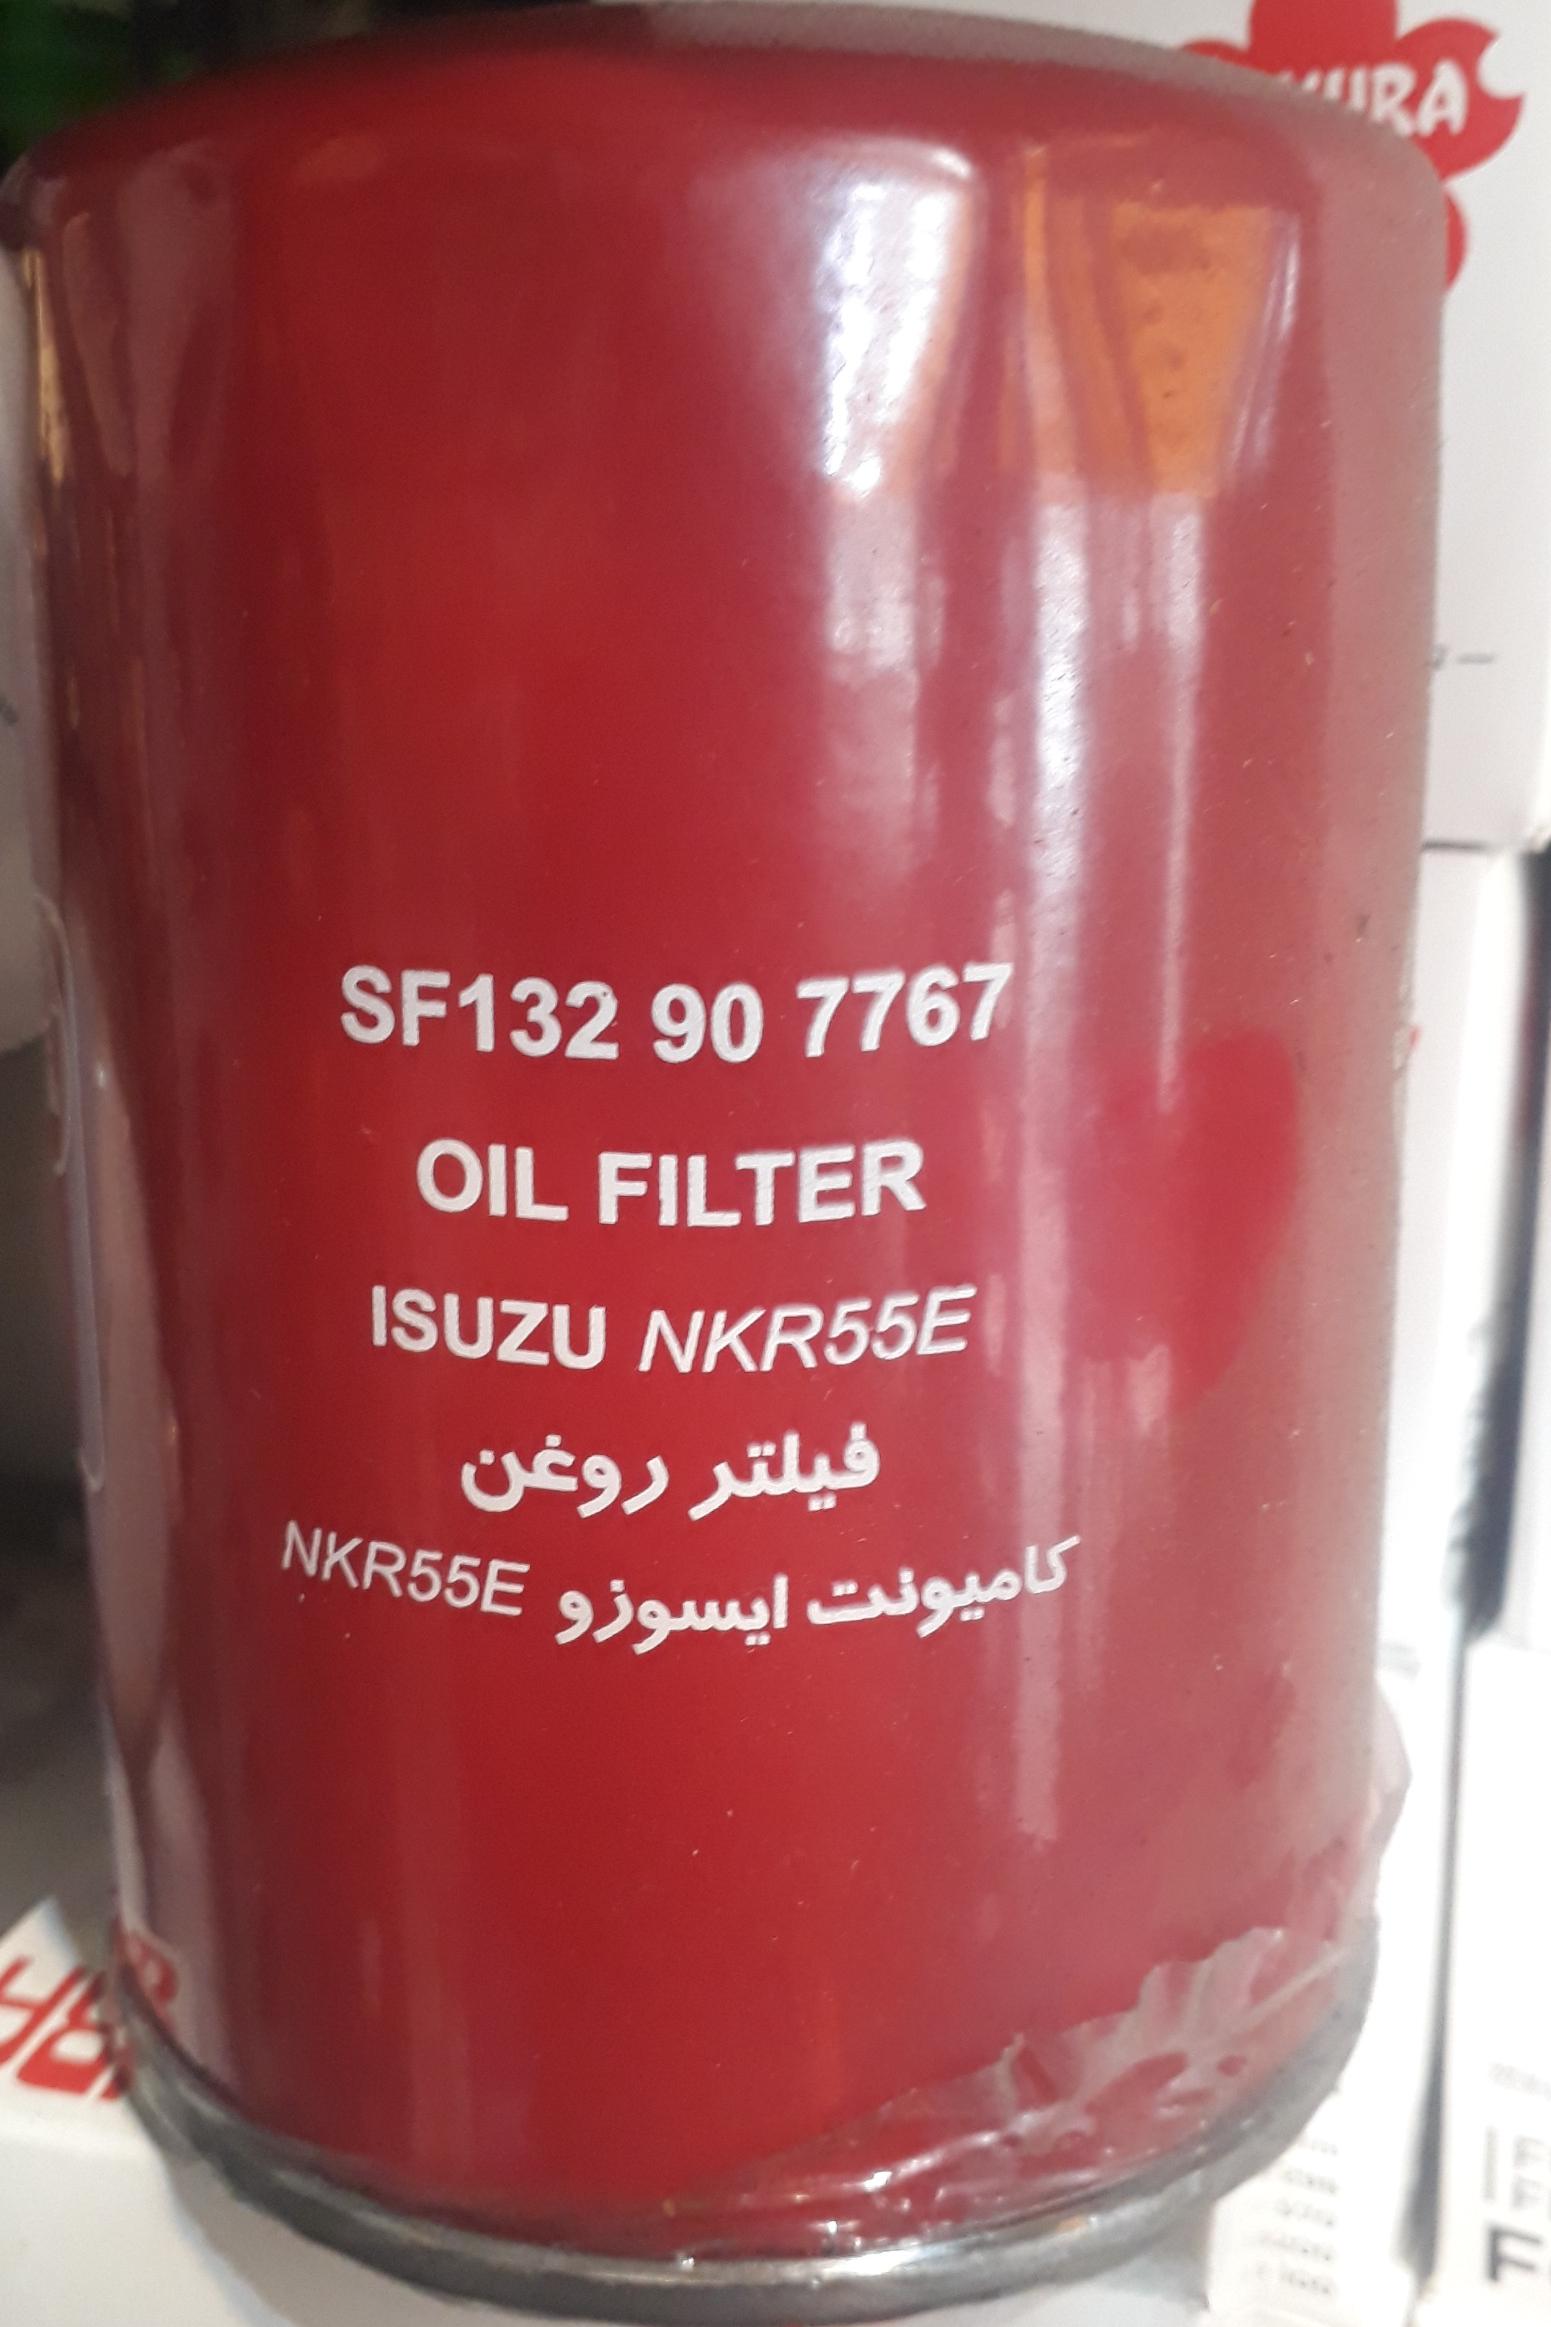 SF132 90 7767
OIL FILTER
ISUZU NKR55E
فیلتر روغن
کامیونت ایسوزو NKR55E